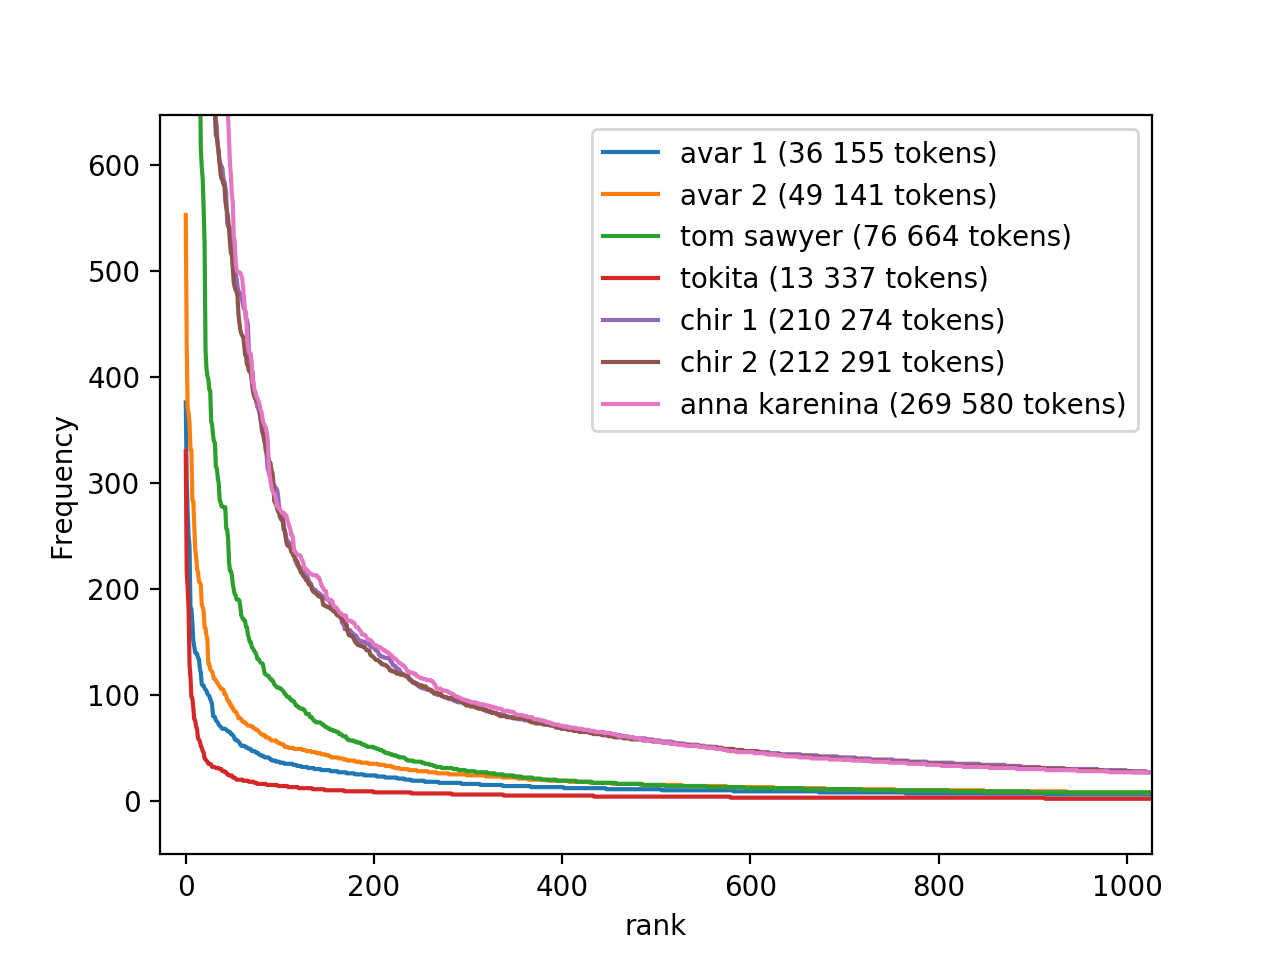 avar 1 (36 155 tokens)
avar 2 (49 141 tokens)
tom sawyer (76 664 tokens)
tokita (13 337 tokens)
chir 1 (210 274 tokens)
chir 2 (212 291 tokens)
anna karenina (269 580 tokens)
600
500
400
300
200
100
0
Frequency
0 200 400 600 800 1000
rank